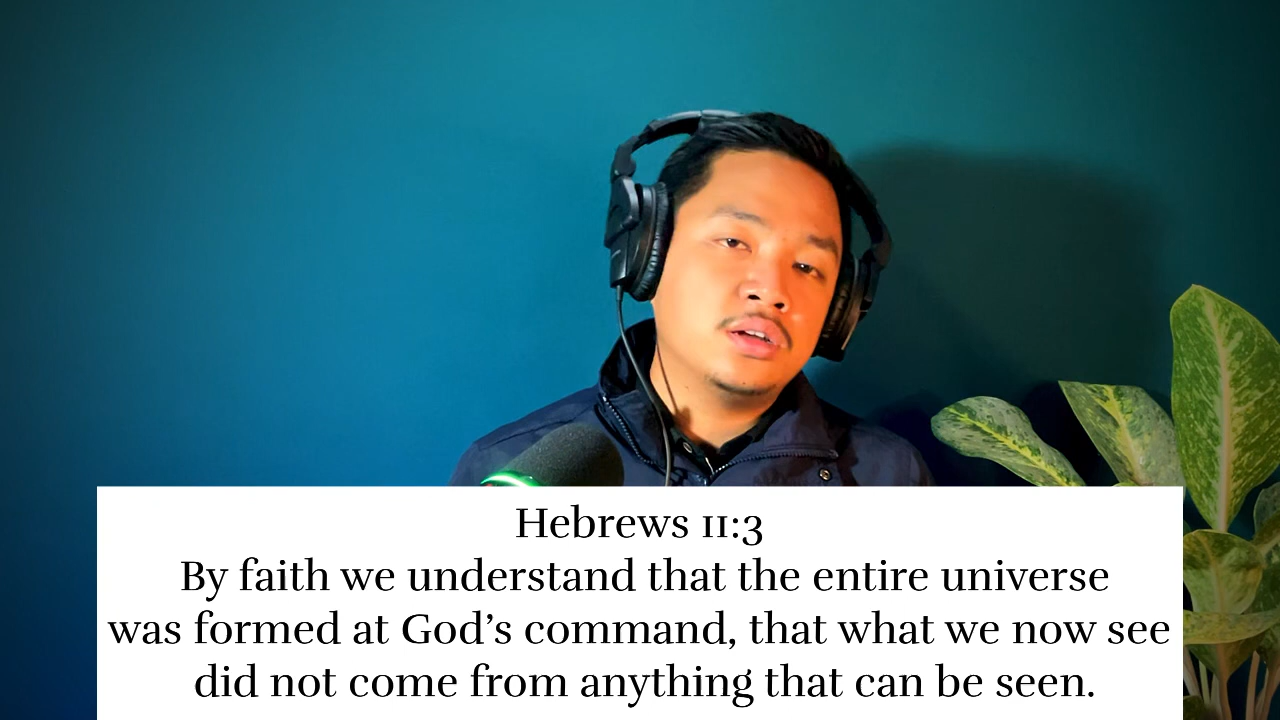 Hebrews 11:3
By faith we understand that the entire universe
was formed at God’s command, that what we now see
did not come from anything that can be seen.